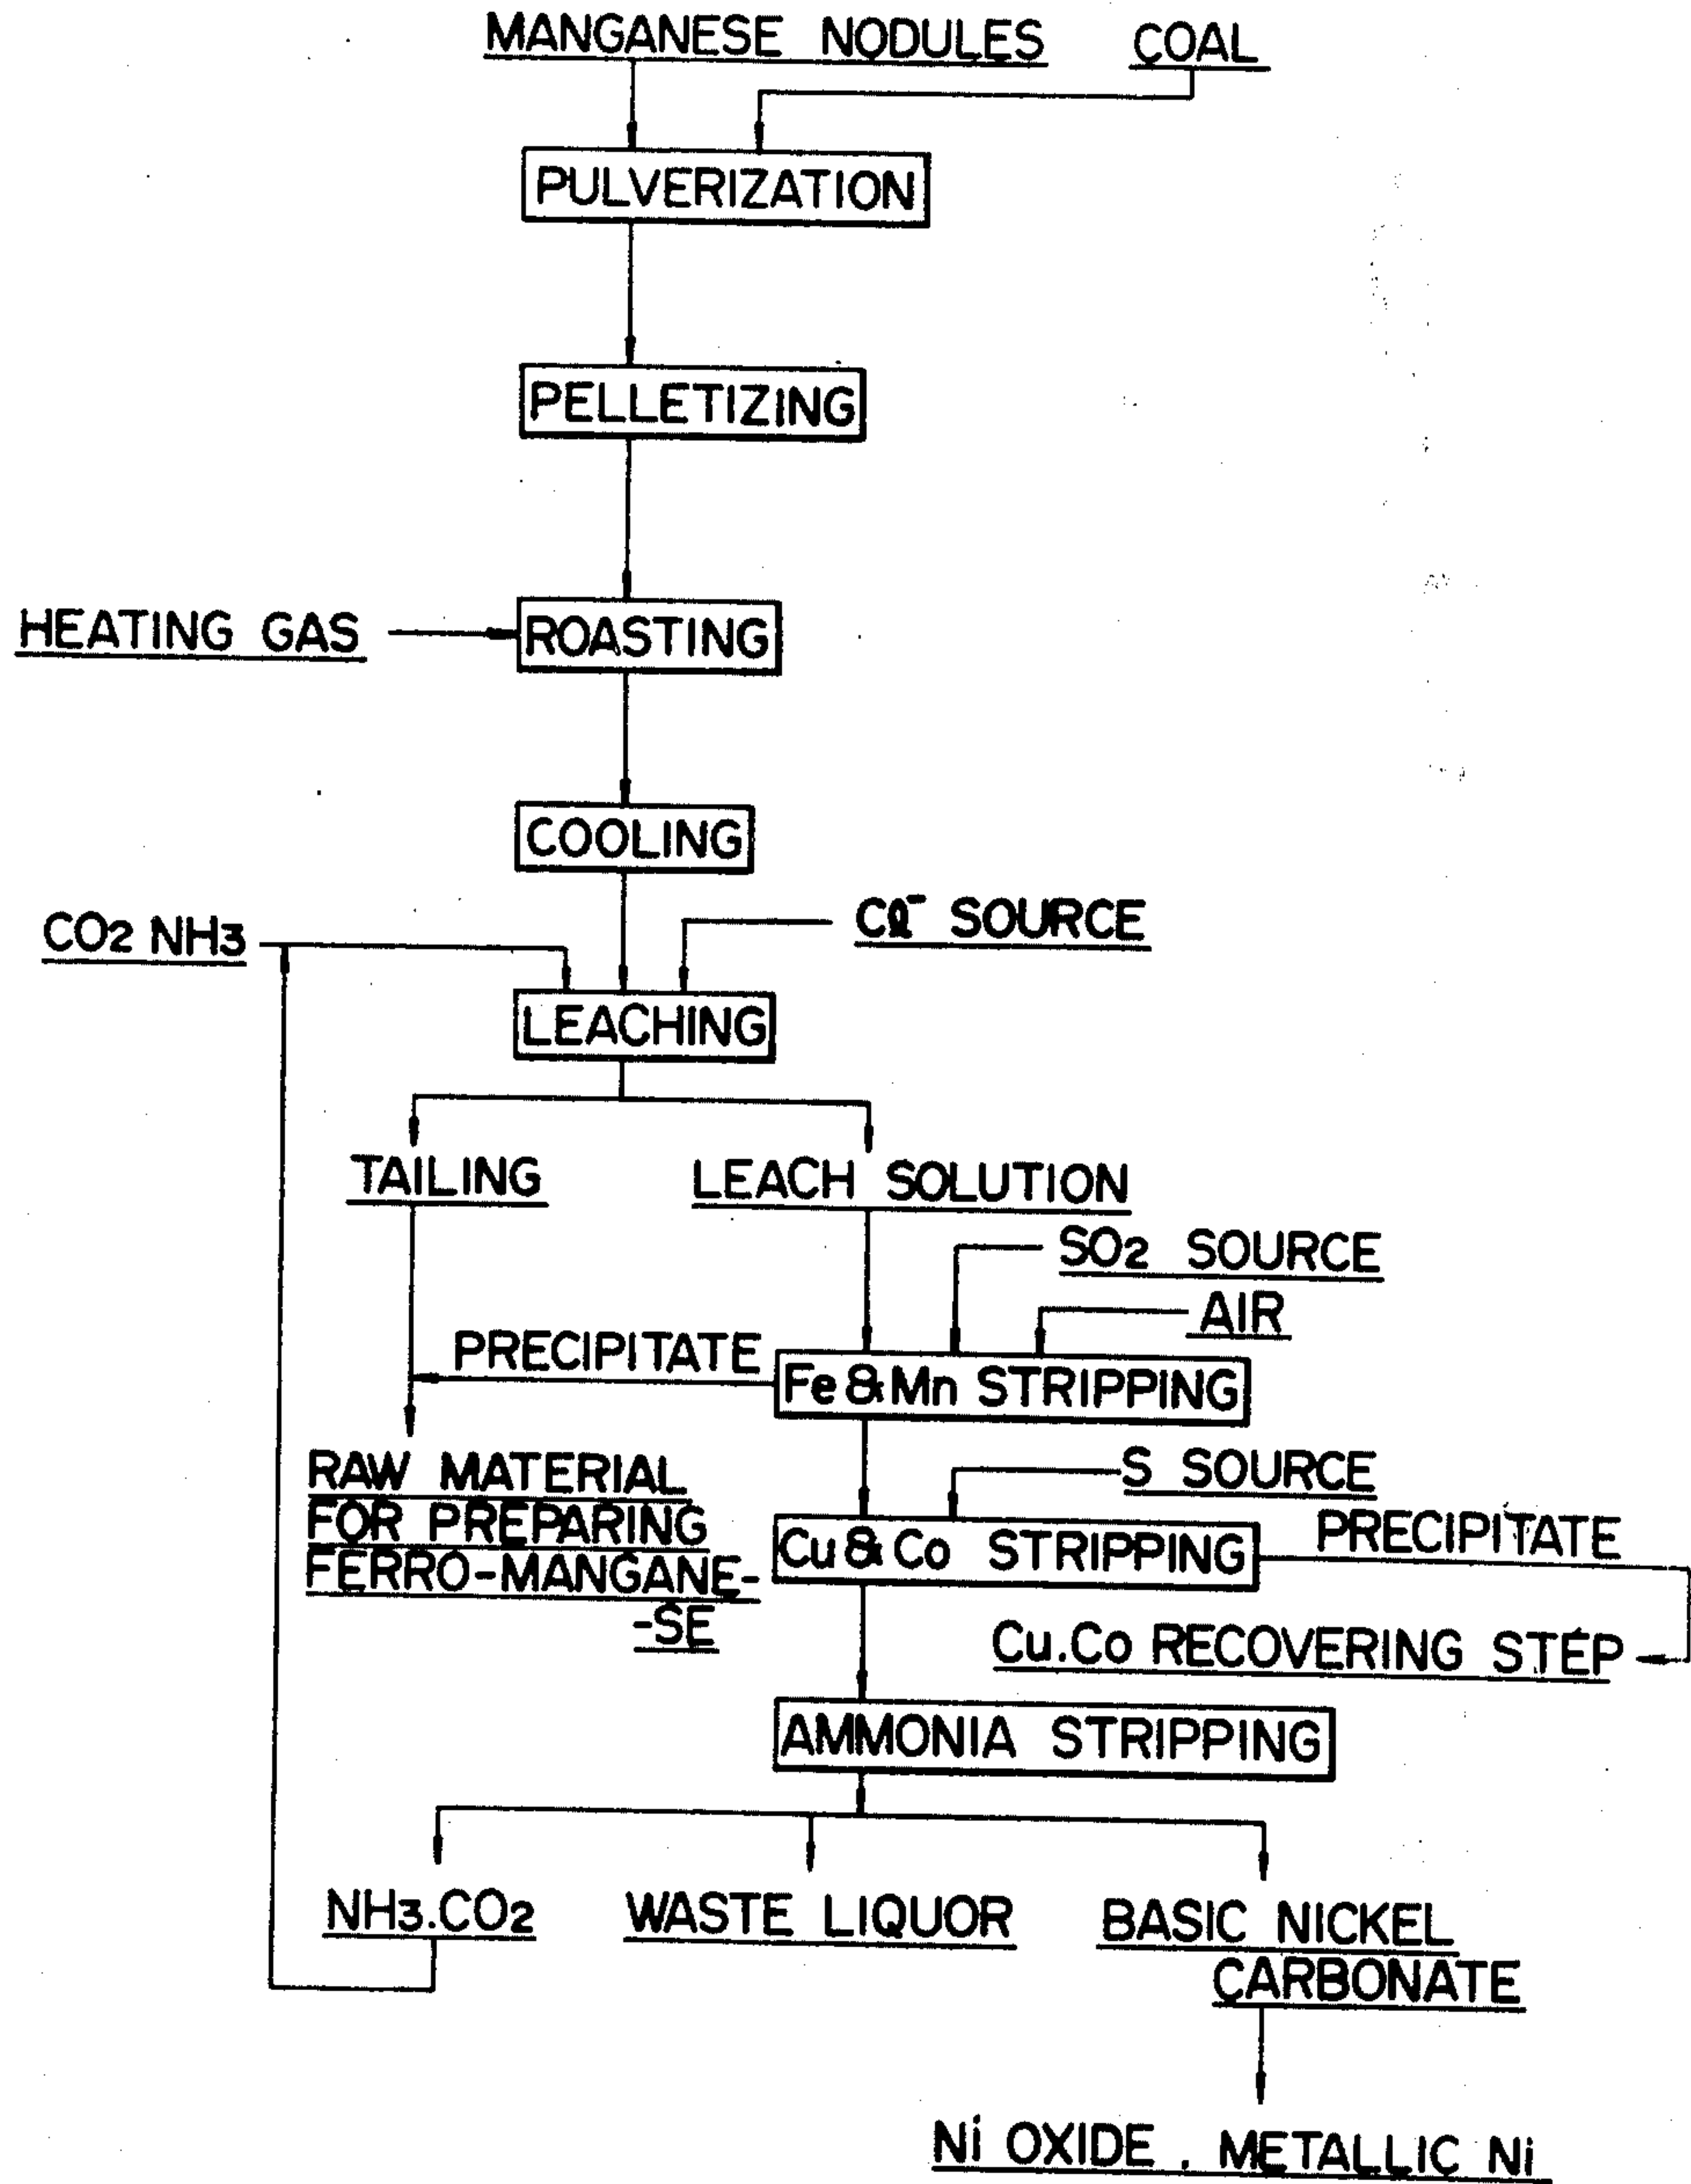 MANGANESE NODULES COAL
PULVERIZATION
PELLETIZING
HEATING GAS
ROASTING
COOLING
CO2 NH3
Cl⁻ SOURCE
LEACHING
TAILING
LEACH SOLUTION
SO2 SOURCE
AIR
PRECIPITATE
Fe & Mn STRIPPING
RAW MATERIAL
FOR PREPARING
FERRO-MANGANE-
-SE
S SOURCE
Cu & Co STRIPPING
PRECIPITATE
Cu.Co RECOVERING STEP
AMMONIA STRIPPING
NH3.CO2
WASTE LIQUOR
BASIC NICKEL
CARBONATE
Ni OXIDE . METALLIC Ni